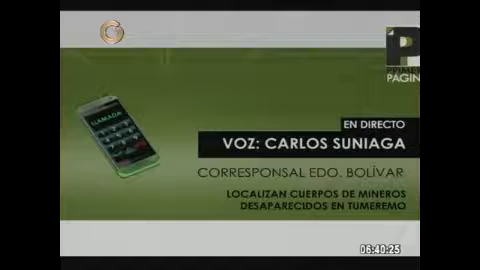 PRIMERA
PÁGIN
LLAMADA
EN DIRECTO
VOZ: CARLOS SUNIAGA
CORRESPONSAL EDO. BOLÍVAR
LOCALIZAN CUERPOS DE MINEROS
DESAPARECIDOS EN TUMEREMO
06:40:25